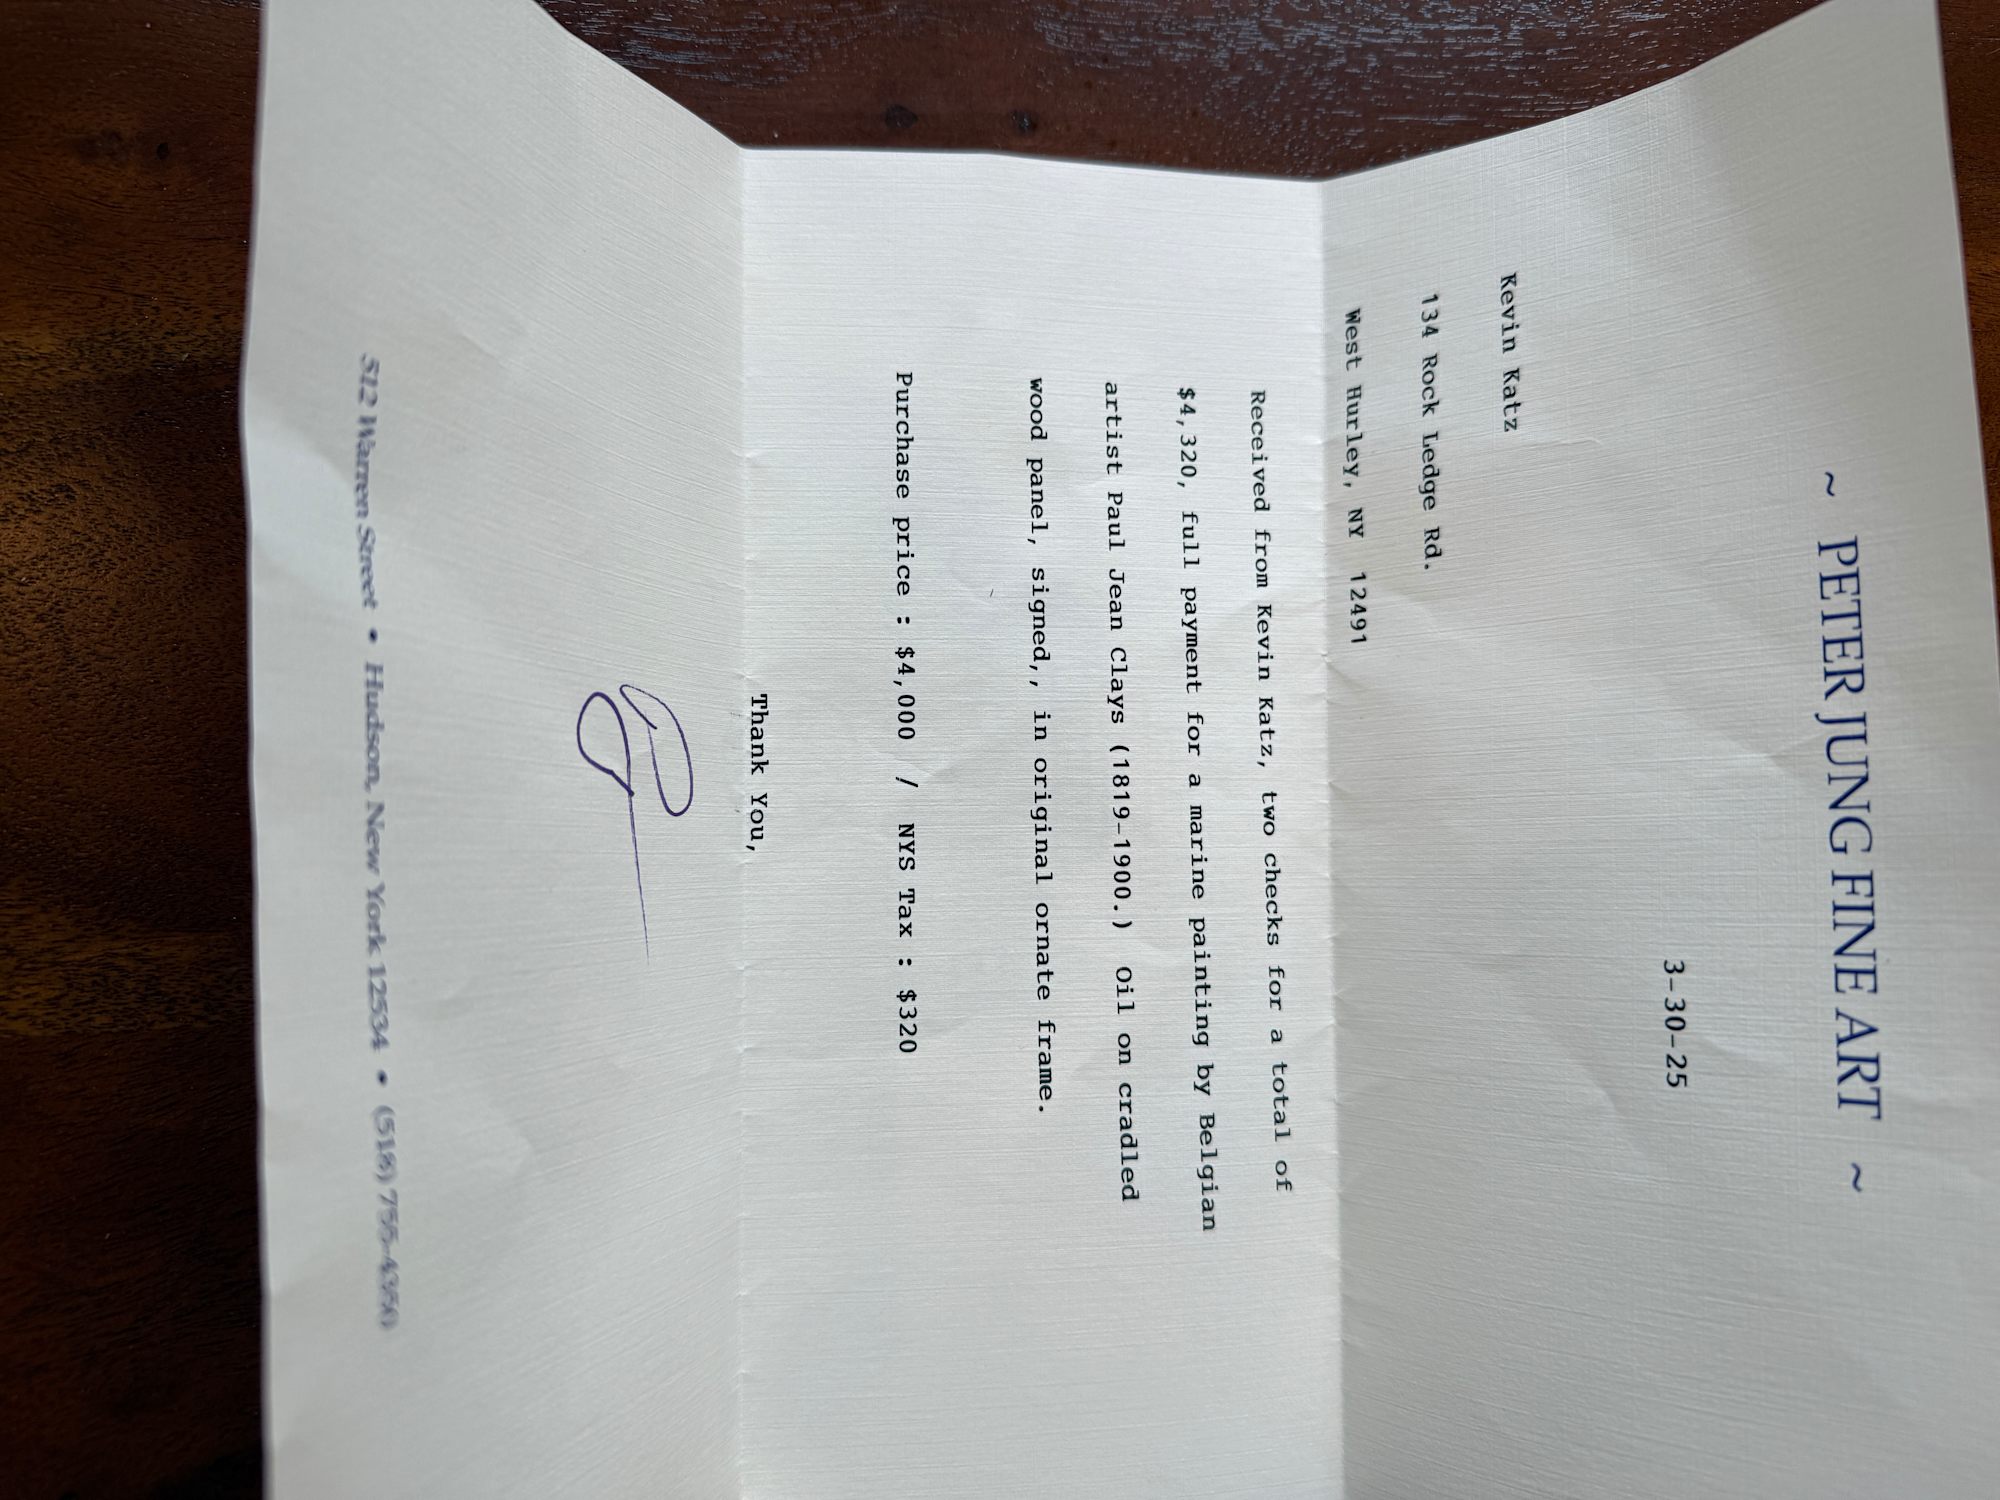 ~ PETER JUNG FINE ART ~
3-30-25
Kevin Katz
134 Rock Ledge Rd.
West Hurley, NY 12491
Received from Kevin Katz, two checks for a total of
$4,320, full payment for a marine painting by Belgian
artist Paul Jean Clays (1819-1900.) Oil on cradled
wood panel, signed,, in original ornate frame.
Purchase price : $4,000 / NYS Tax : $320
Thank You,
512 Warren Street • Hudson, New York 12534 • (518)